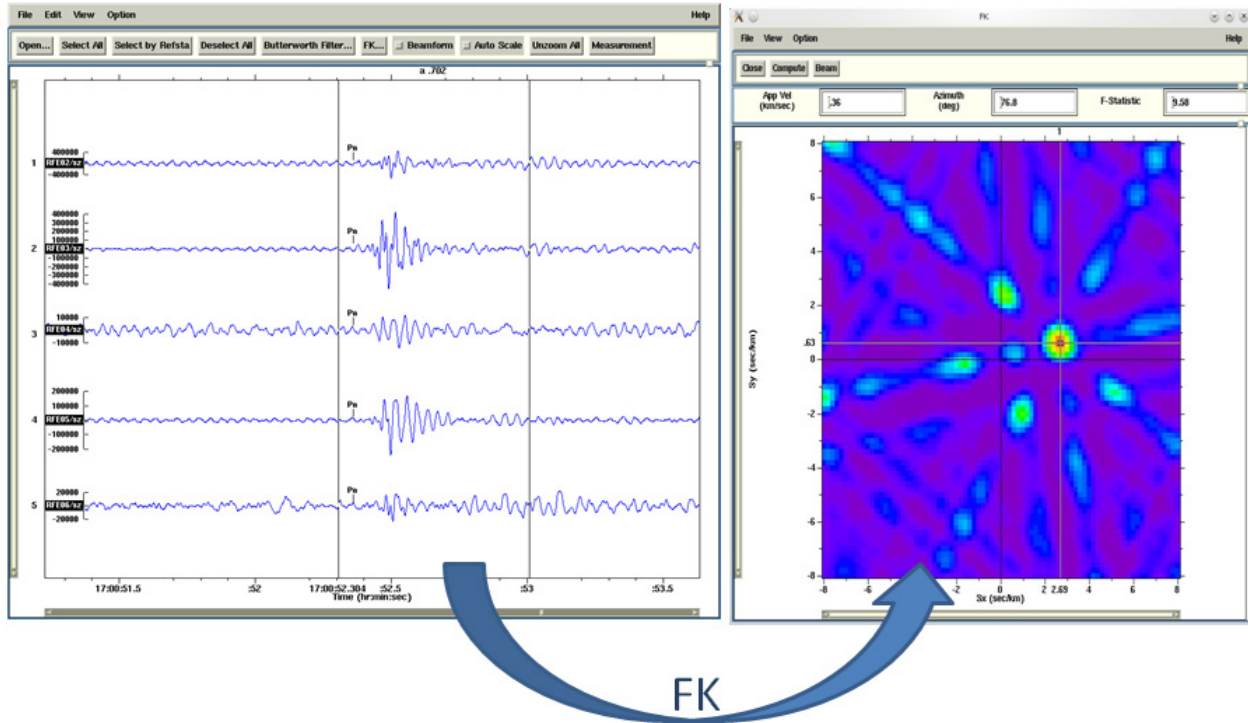 File Edit View Option Help
Open... Select All Select by Refsta Deselect All Butterworth Filter... FK... Beamform Auto Scale Unzoom All Measurement
a .702
1 RFE02/sz 400000 -400000 Pn
2 RFE03/sz 400000 300000 200000 100000 0 -100000 -200000 -300000 -400000 Pn
3 RFE04/sz 10000 -10000 Pn
4 RFE05/sz 200000 100000 -100000 -200000 Pn
5 RFE06/sz 20000 -20000 Pn
17:00:51.5 :52 17:00:52.304 :52.5 :53 :53.5
Time (hr:min:sec)
FK
File View Option Help
Close Compute Beam
App Vel (km/sec) .36 Azimuth (deg) 76.8 F-Statistic 9.58
1
8
6
4
2
.63
0
-2
-4
-6
-8
Sy (sec/km)
-8 -6 -4 -2 0 2 2.69 4 6 8
Sx (sec/km)
FK